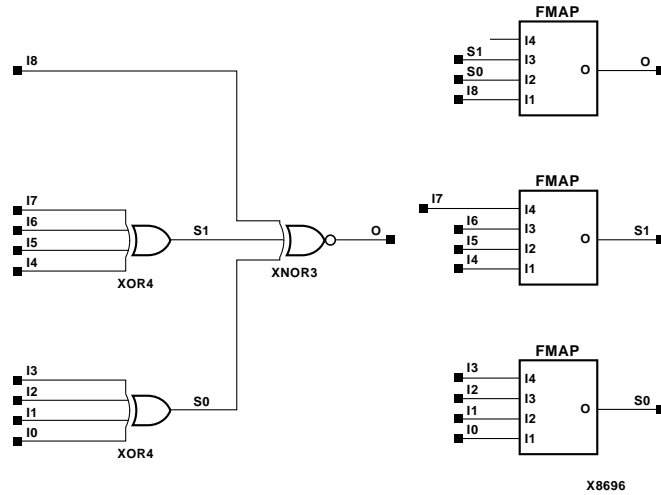 I8
I7
I6
I5
I4
XOR4
S1
O
XNOR3
I3
I2
I1
I0
XOR4
S0
FMAP
I4
S1 I3
S0 I2
I8 I1
O
O
FMAP
I7 I4
I6 I3
I5 I2
I4 I1
O
S1
FMAP
I3 I4
I2 I3
I1 I2
I0 I1
O
S0
X8696